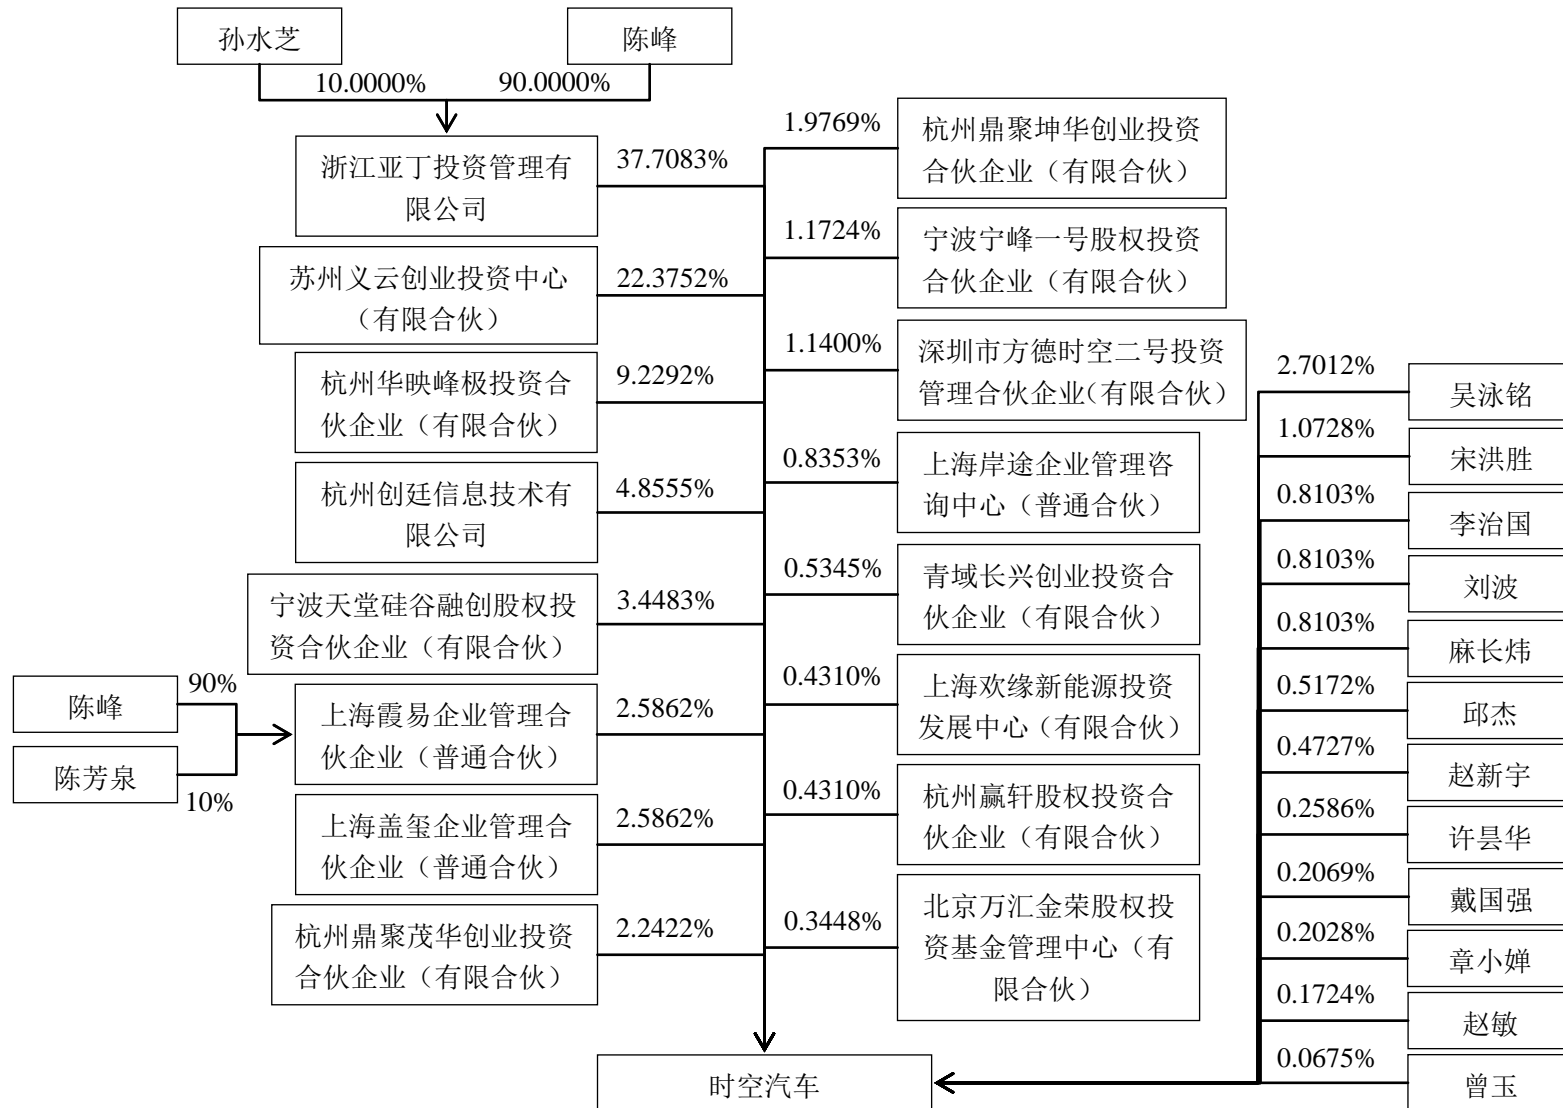 孙水芝
陈峰
10.0000%
90.0000%
浙江亚丁投资管理有
限公司
37.7083%
苏州义云创业投资中心
（有限合伙）
22.3752%
杭州华映峰极投资合
伙企业（有限合伙）
9.2292%
杭州创廷信息技术有
限公司
4.8555%
宁波天堂硅谷融创股权投
资合伙企业（有限合伙）
3.4483%
陈峰
90%
陈芳泉
10%
上海霞易企业管理合
伙企业（普通合伙）
2.5862%
上海盖玺企业管理合
伙企业（普通合伙）
2.5862%
杭州鼎聚茂华创业投资
合伙企业（有限合伙）
2.2422%
1.9769%
杭州鼎聚坤华创业投资
合伙企业（有限合伙）
1.1724%
宁波宁峰一号股权投资
合伙企业（有限合伙）
1.1400%
深圳市方德时空二号投资
管理合伙企业（有限合伙）
0.8353%
上海岸途企业管理咨
询中心（普通合伙）
0.5345%
青域长兴创业投资合
伙企业（有限合伙）
0.4310%
上海欢缘新能源投资
发展中心（有限合伙）
0.4310%
杭州赢轩股权投资合
伙企业（有限合伙）
0.3448%
北京万汇金荣股权投
资基金管理中心（有
限合伙）
2.7012%
吴泳铭
1.0728%
宋洪胜
0.8103%
李治国
0.8103%
刘波
0.8103%
麻长炜
0.5172%
邱杰
0.4727%
赵新宇
0.2586%
许昙华
0.2069%
戴国强
0.2028%
章小婵
0.1724%
赵敏
0.0675%
曾玉
时空汽车